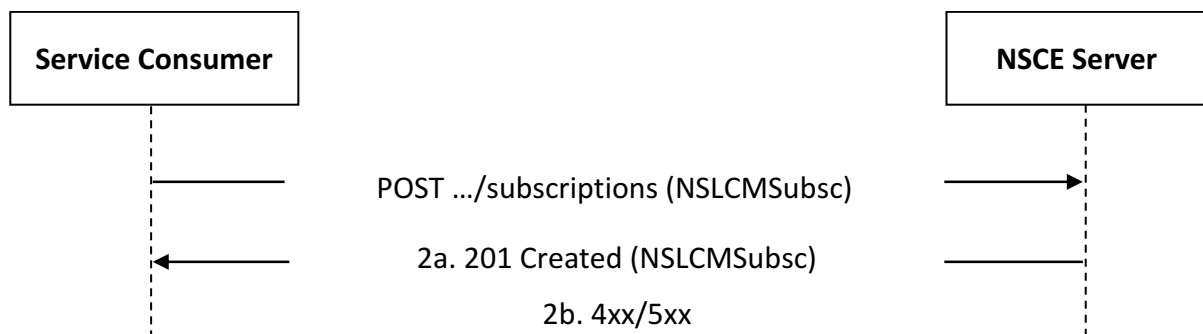 Service Consumer
NSCE Server
POST …/subscriptions (NSLCMSubsc)
2a. 201 Created (NSLCMSubsc)
2b. 4xx/5xx